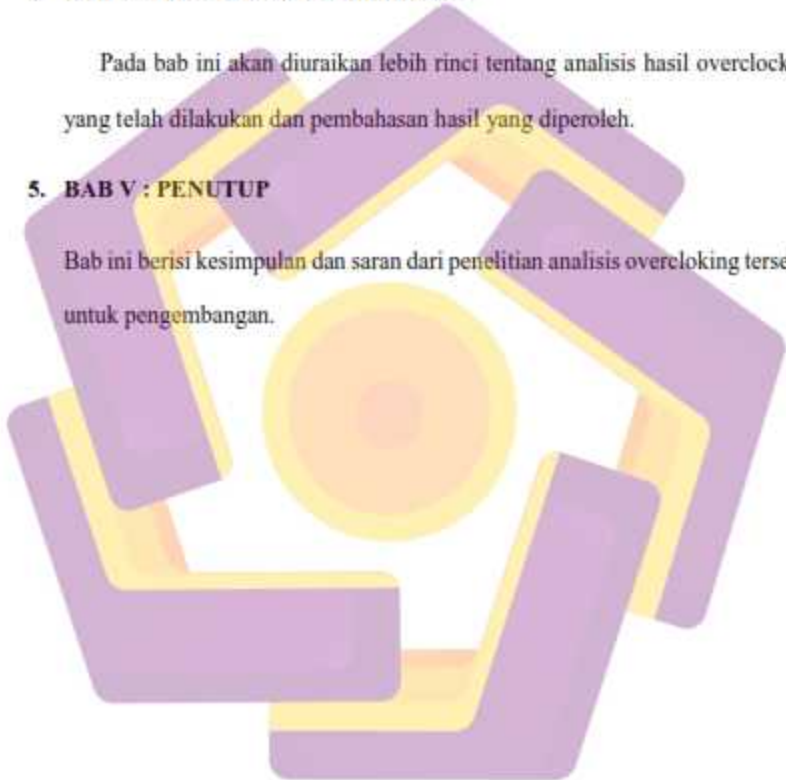 Pada bab ini akan diuraikan lebih rinci tentang analisis hasil overclock
yang telah dilakukan dan pembahasan hasil yang diperoleh.
5. BAB V : PENUTUP
Bab ini berisi kesimpulan dan saran dari penelitian analisis overcloking terse
untuk pengembangan.